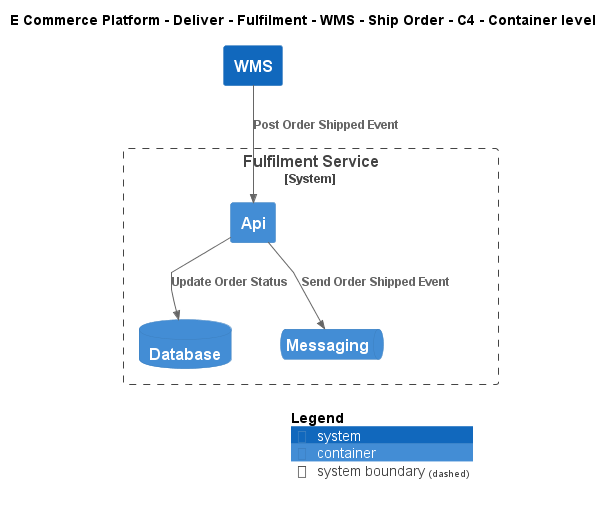 E Commerce Platform - Deliver - Fulfilment - WMS - Ship Order - C4 - Container level
WMS
Post Order Shipped Event
Fulfilment Service
[System]
Api
Update Order Status
Send Order Shipped Event
Database
Messaging
Legend
system
container
system boundary (dashed)